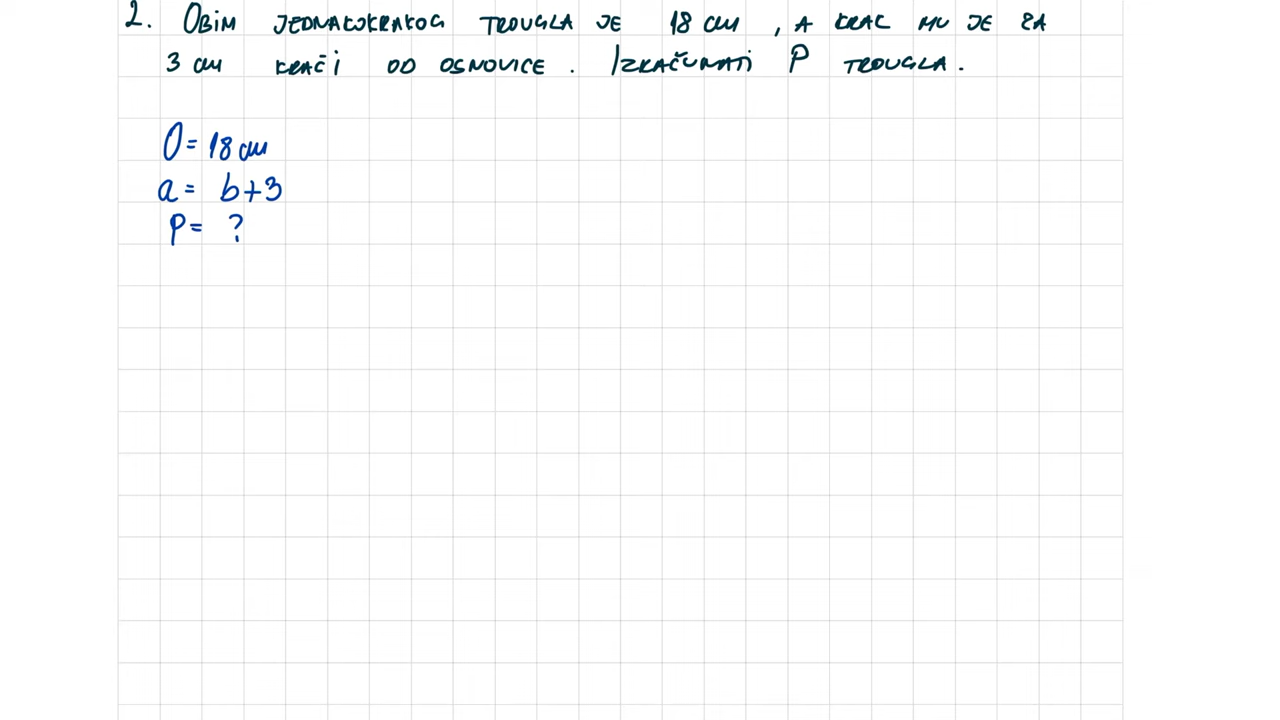 2. OBIM JEDNAKOKRAKOG TROUGLA JE 18 cm, A KRAK MU JE ZA
3 cm KRAĆI OD OSNOVICE. IZRAČUNATI P TROUGLA.
O = 18 cm
a = b+3
P = ?